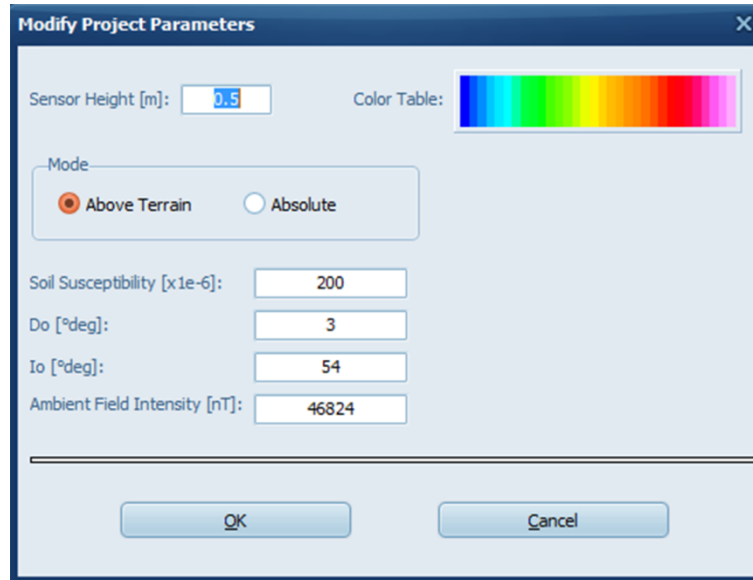 Modify Project Parameters
Sensor Height [m]: 0.5 Color Table:
Mode
Above Terrain Absolute
Soil Susceptibility [x1e-6]: 200
Do [°deg]: 3
Io [°deg]: 54
Ambient Field Intensity [nT]: 46824
OK Cancel